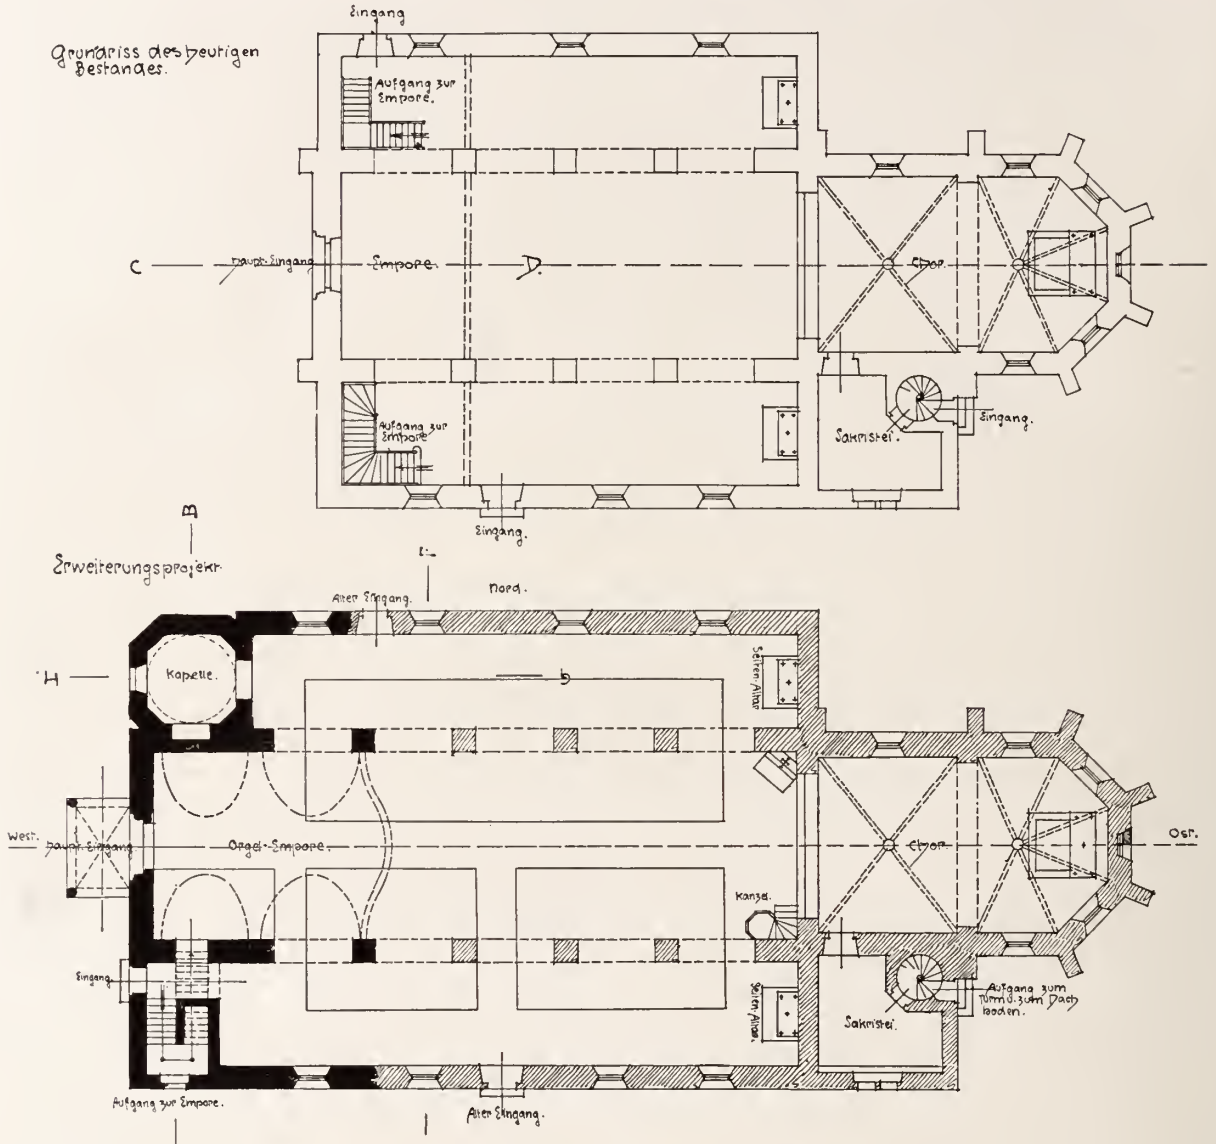 Eingang
Grundriss des heutigen
Bestandes.
Aufgang zur
Empore.
C
Haupt-Eingang
Empore.
D.
Chor.
Aufgang zur
Empore
Sakristei.
Eingang.
Eingang.
B
Erweiterungsprojekt.
Nord.
Alter Eingang.
H.
Kapelle.
G
Seiten-Altar
West.
Haupt-Eingang
Orgel-Empore.
Chor.
Ost.
Kanzel.
Eingang.
Seiten-Altar.
Aufgang zum
Turm u. zum Dach
boden.
Sakristei.
Aufgang zur Empore.
Alter Eingang.